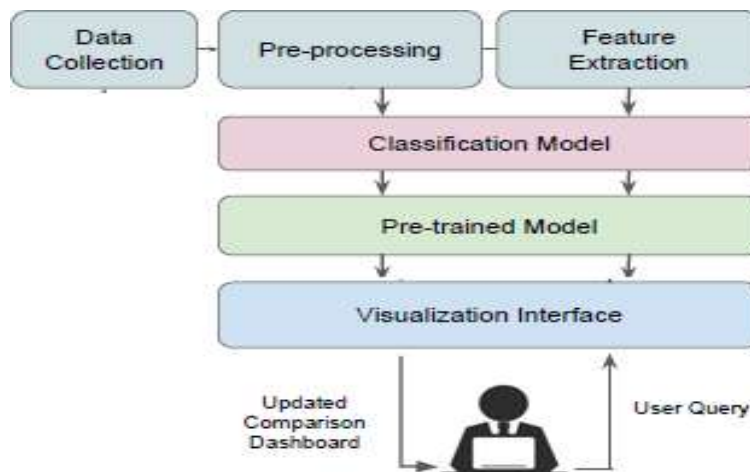 Data
Collection
Pre-processing
Feature
Extraction
Classification Model
Pre-trained Model
Visualization Interface
Updated
Comparison
Dashboard
User Query